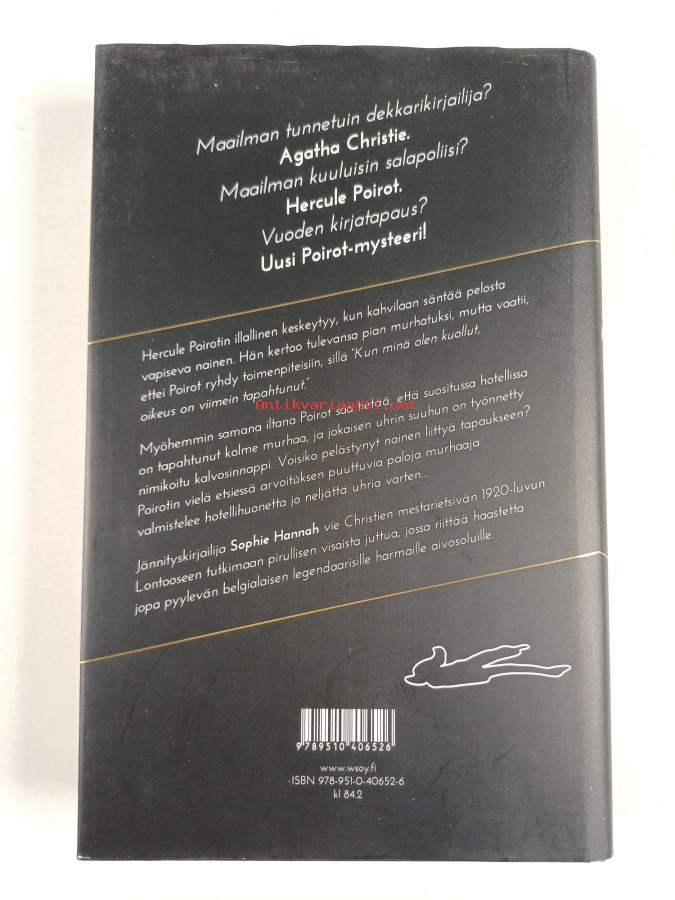 Maailman tunnetuin dekkarikirjailija?
Agatha Christie.
Maailman kuuluisin salapoliisi?
Hercule Poirot.
Vuoden kirjatapaus?
Uusi Poirot-mysteeri!
Hercule Poirotin illallinen keskeytyy, kun kahvilaan säntää pelosta
vapiseva nainen. Hän kertoo tulevansa pian murhatuksi, mutta vaatii,
ettei Poirot ryhdy toimenpiteisiin, sillä "Kun minä olen kuollut,
oikeus on viimein tapahtunut."
Antikvariaatti.net
Myöhemmin samana iltana Poirot saa tietää, että suositussa hotellissa
on tapahtunut kolme murhaa, ja jokaisen uhrin suuhun on työnnetty
nimikoitu kalvosinnappi. Voisiko pelästynyt nainen liittyä tapaukseen?
Poirotin vielä etsiessä arvoituksen puuttuvia paloja murhaaja
valmistelee hotellihuonetta jo neljättä uhria varten...
Jännityskirjailija Sophie Hannah vie Christien mestarietsivän 1920-luvun
Lontooseen tutkimaan pirullisen visaista juttua, jossa riittää haastetta
jopa pyylevän belgialaisen legendaarisille harmaille aivosoluille.
9 789510 406526
www.wsoy.fi
ISBN 978-951-0-40652-6
kl 84.2